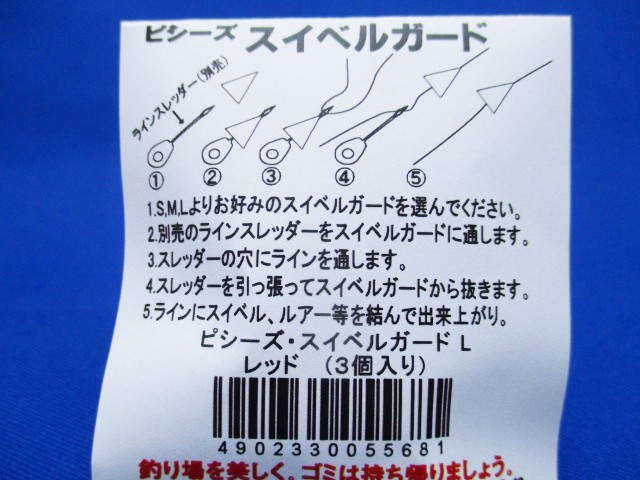 ピシーズ スイベルガード
ラインスレッダー(別売)
① ② ③ ④ ⑤
1.S,M,Lよりお好みのスイベルガードを選んでください。
2.別売のラインスレッダーをスイベルガードに通します。
3.スレッダーの穴にラインを通します。
4.スレッダーを引っ張ってスイベルガードから抜きます。
5.ラインにスイベル、ルアー等を結んで出来上がり。
ピシーズ・スイベルガード L
レッド （3個入り）
4902330055681
釣り場を美しく。ゴミは持ち帰りましょう。